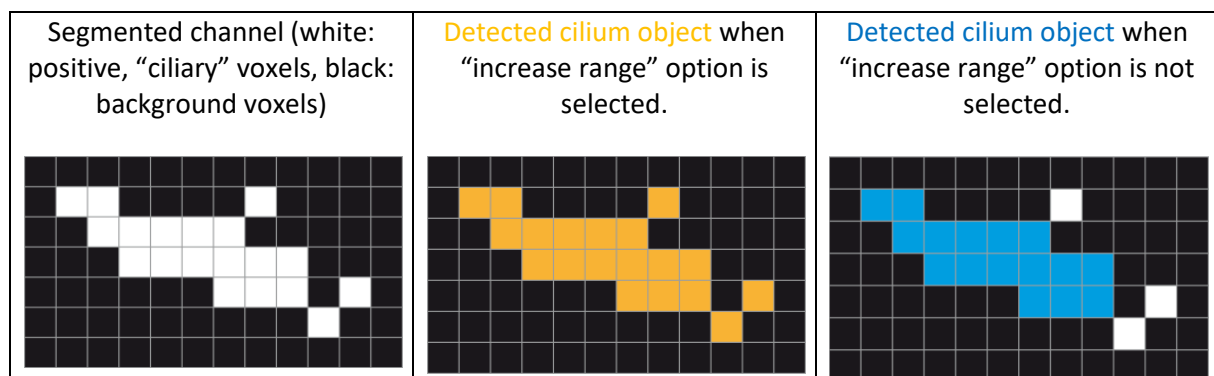 Segmented channel (white:
positive, “ciliary” voxels, black:
background voxels)
Detected cilium object when
“increase range” option is
selected.
Detected cilium object when
“increase range” option is not
selected.